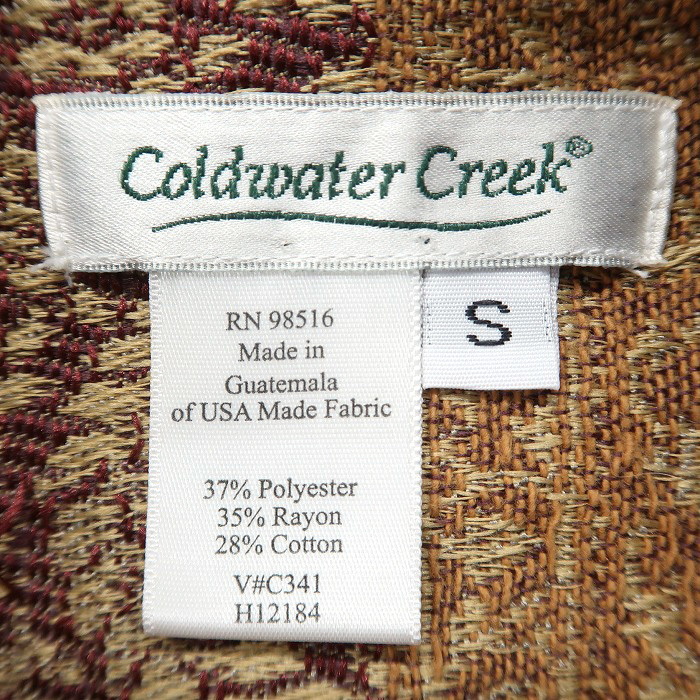 Coldwater Creek®
S
RN 98516
Made in
Guatemala
of USA Made Fabric
37% Polyester
35% Rayon
28% Cotton
V#C341
H12184